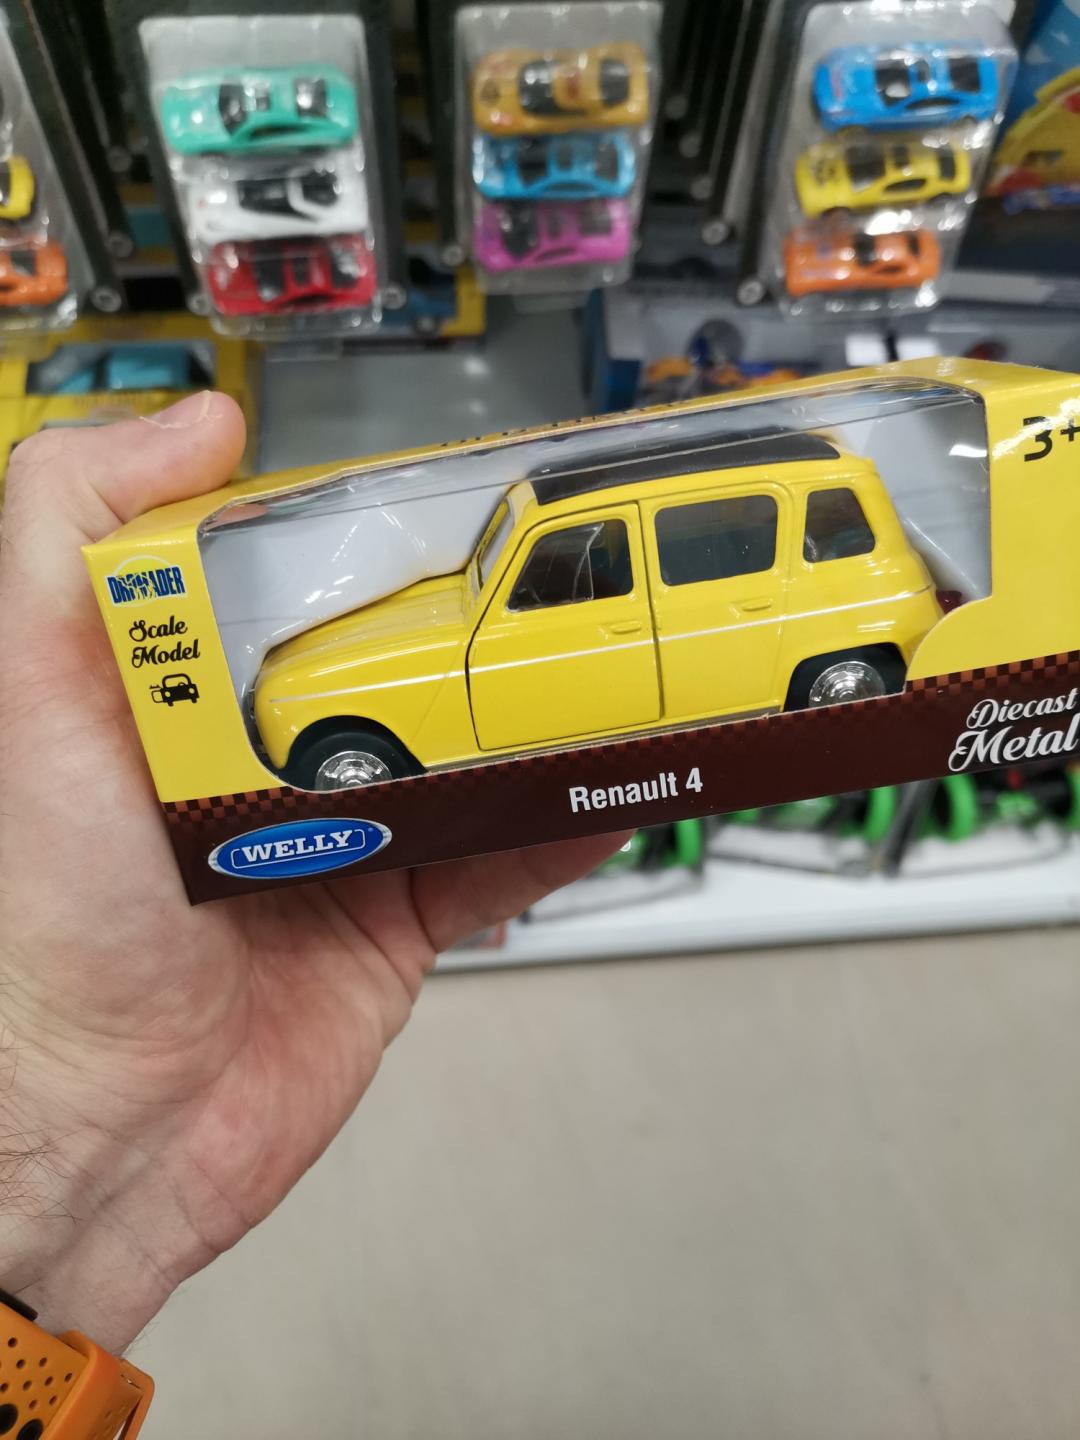 3+
Scale
Model
Renault 4
Diecast
Metal
WELLY